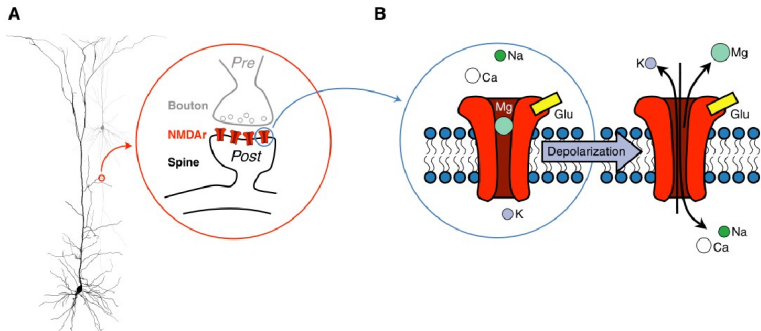 A
Pre
Bouton
NMDAr
Post
Spine
B
Na
Ca
Mg
Glu
K
Depolarization
K
Mg
Glu
Na
Ca